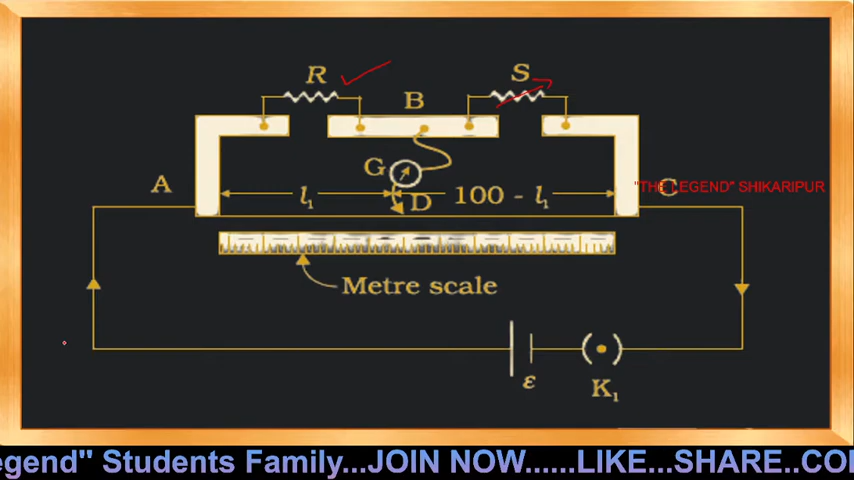 R
S
B
G
A
l₁
D
100 - l₁
C
"THE LEGEND" SHIKARIPUR
Metre scale
ε
K₁
egend" Students Family...JOIN NOW......LIKE...SHARE..CO